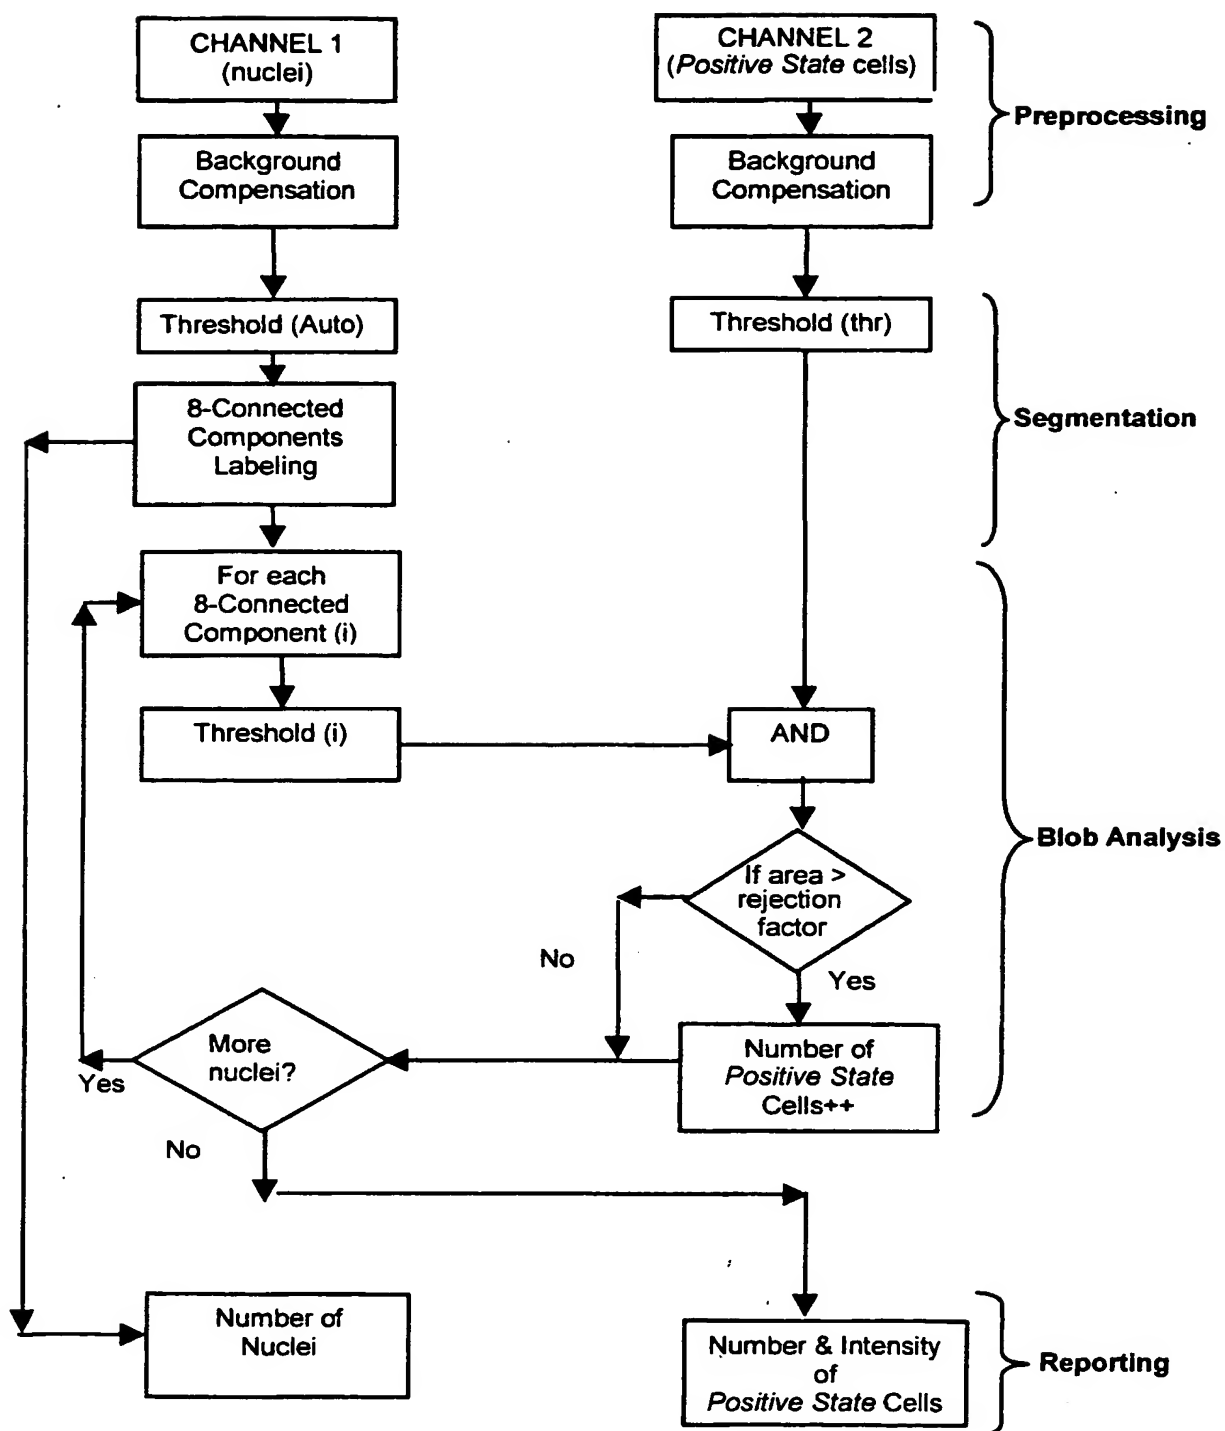 CHANNEL 1
(nuclei)
CHANNEL 2
(Positive State cells)
Preprocessing
Background
Compensation
Background
Compensation
Threshold (Auto)
Threshold (thr)
8-Connected
Components
Labeling
Segmentation
For each
8-Connected
Component (i)
Threshold (i)
AND
Blob Analysis
If area >
rejection
factor
No
Yes
More
nuclei?
Yes
Number of
Positive State
Cells++
No
Number of
Nuclei
Number & Intensity
of
Positive State Cells
Reporting